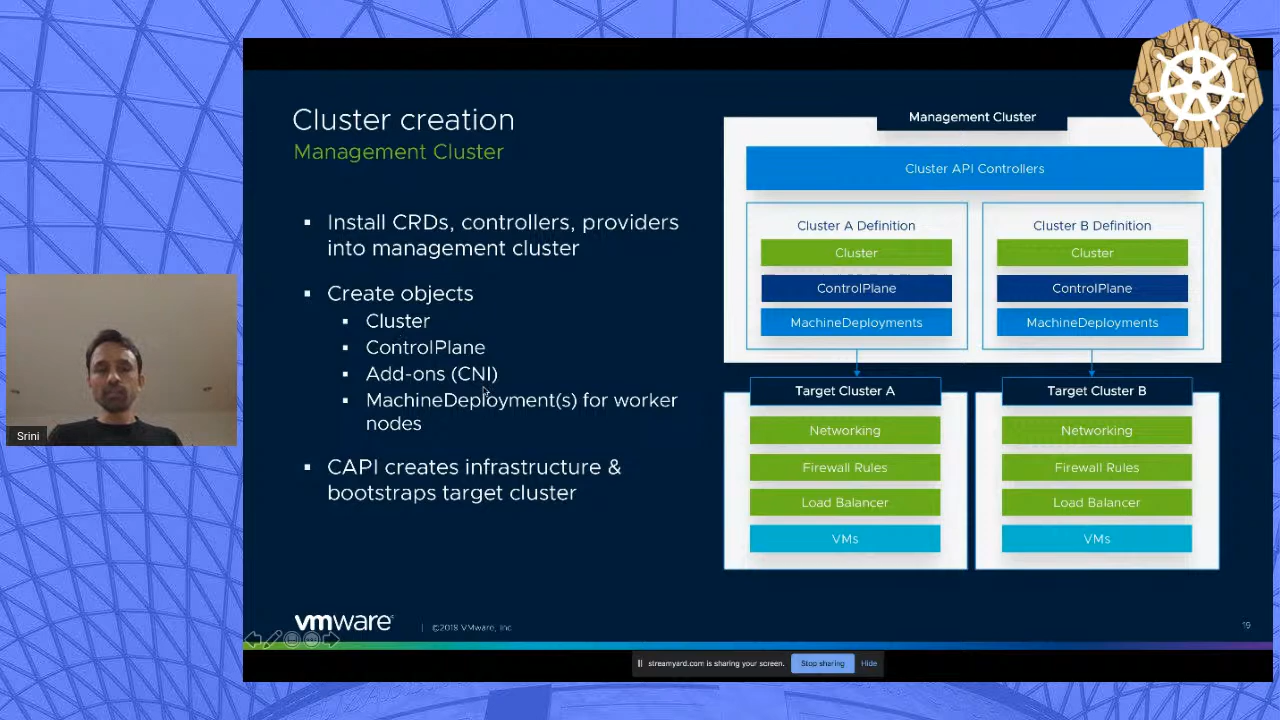 Cluster creation
Management Cluster
▪ Install CRDs, controllers, providers
into management cluster
▪ Create objects
▪ Cluster
▪ ControlPlane
▪ Add-ons (CNI)
▪ MachineDeployment(s) for worker
nodes
▪ CAPI creates infrastructure &
bootstraps target cluster
Management Cluster
Cluster API Controllers
Cluster A Definition
Cluster
ControlPlane
MachineDeployments
Cluster B Definition
Cluster
ControlPlane
MachineDeployments
Target Cluster A
Networking
Firewall Rules
Load Balancer
VMs
Target Cluster B
Networking
Firewall Rules
Load Balancer
VMs
Srini
vmware®
©2018 VMware, Inc.
19
streamyard.com is sharing your screen.
Stop sharing
Hide